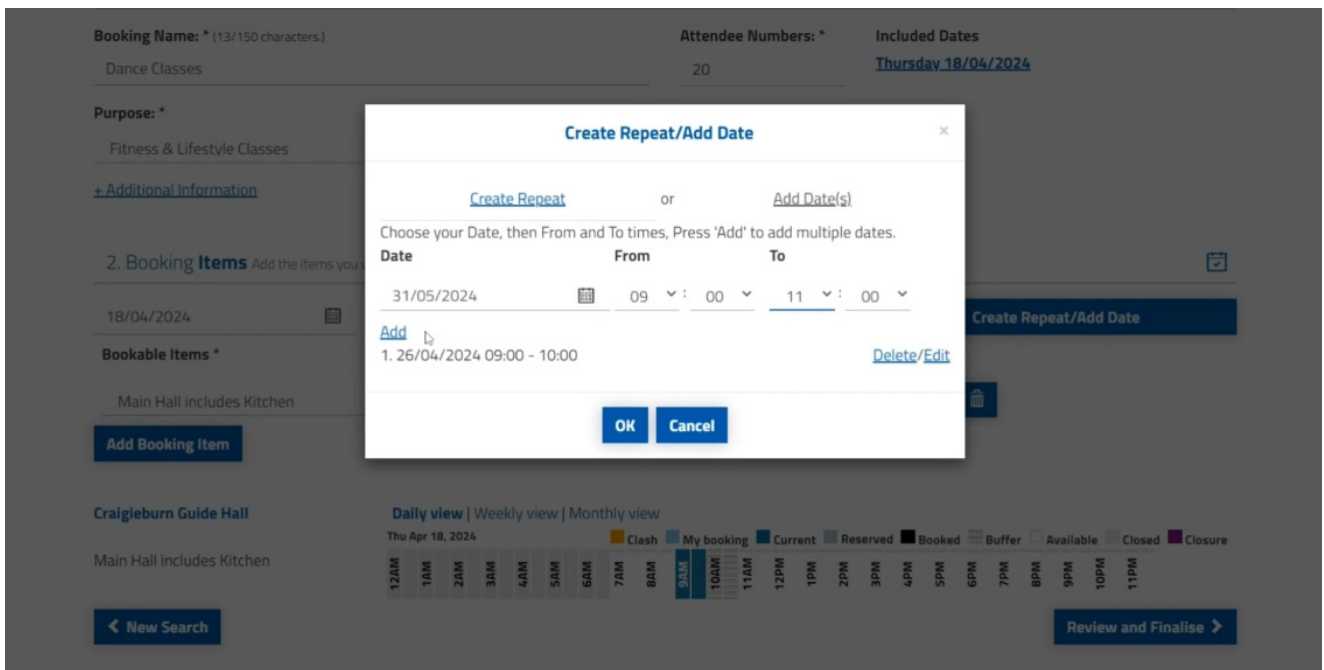 Booking Name: * (13/150 characters.)
Attendee Numbers: *
Included Dates
Dance Classes
20
Thursday 18/04/2024
Purpose: *
Fitness & Lifestyle Classes
+ Additional Information
Create Repeat/Add Date
×
Create Repeat or Add Date(s)
Choose your Date, then From and To times, Press 'Add' to add multiple dates.
Date From To
31/05/2024 09 : 00 11 : 00
Add
1. 26/04/2024 09:00 - 10:00 Delete/Edit
OK Cancel
2. Booking Items Add the items you
18/04/2024
Create Repeat/Add Date
Bookable Items *
Main Hall includes Kitchen
Add Booking Item
Craigieburn Guide Hall
Daily view | Weekly view | Monthly view
Thu Apr 18, 2024
Clash My booking Current Reserved Booked Buffer Available Closed Closure
Main Hall includes Kitchen
12AM 1AM 2AM 3AM 4AM 5AM 6AM 7AM 8AM 9AM 10AM 11AM 12PM 1PM 2PM 3PM 4PM 5PM 6PM 7PM 8PM 9PM 10PM 11PM
New Search
Review and Finalise